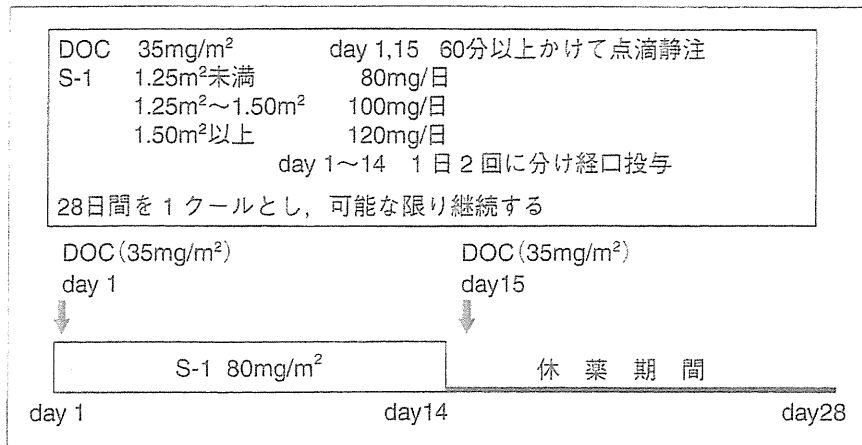 DOC 35mg/m² day 1,15 60分以上かけて点滴静注
S-1 1.25m²未満 80mg/日
1.25m²〜1.50m² 100mg/日
1.50m²以上 120mg/日
day 1〜14 1日2回に分け経口投与
28日間を1クールとし，可能な限り継続する
DOC(35mg/m²) DOC(35mg/m²)
day 1 day15
S-1 80mg/m² 休薬期間
day 1 day14 day28